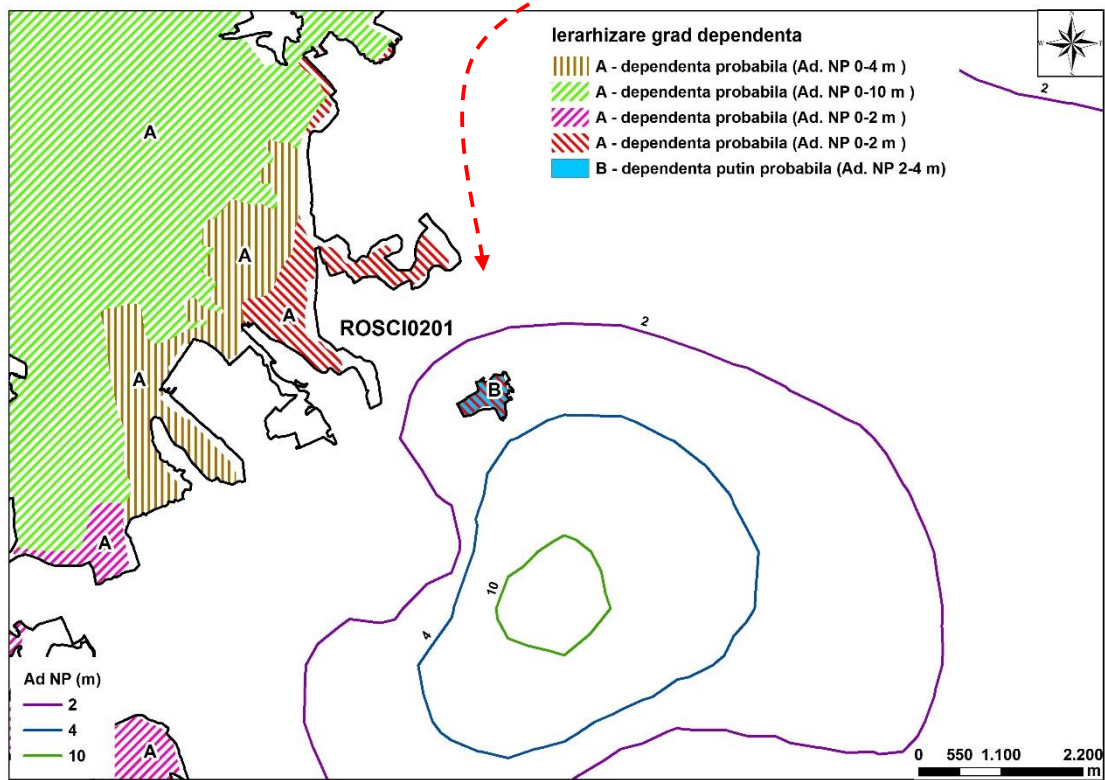 Ierarhizare grad dependenta
A - dependenta probabila (Ad. NP 0-4 m )
A - dependenta probabila (Ad. NP 0-10 m )
A - dependenta probabila (Ad. NP 0-2 m )
A - dependenta probabila (Ad. NP 0-2 m )
B - dependenta putin probabila (Ad. NP 2-4 m)
2
A
A
A
ROSCI0201
2
A
B
A
10
4
Ad NP (m)
2
4
10
A
0 550 1.100 2.200
m